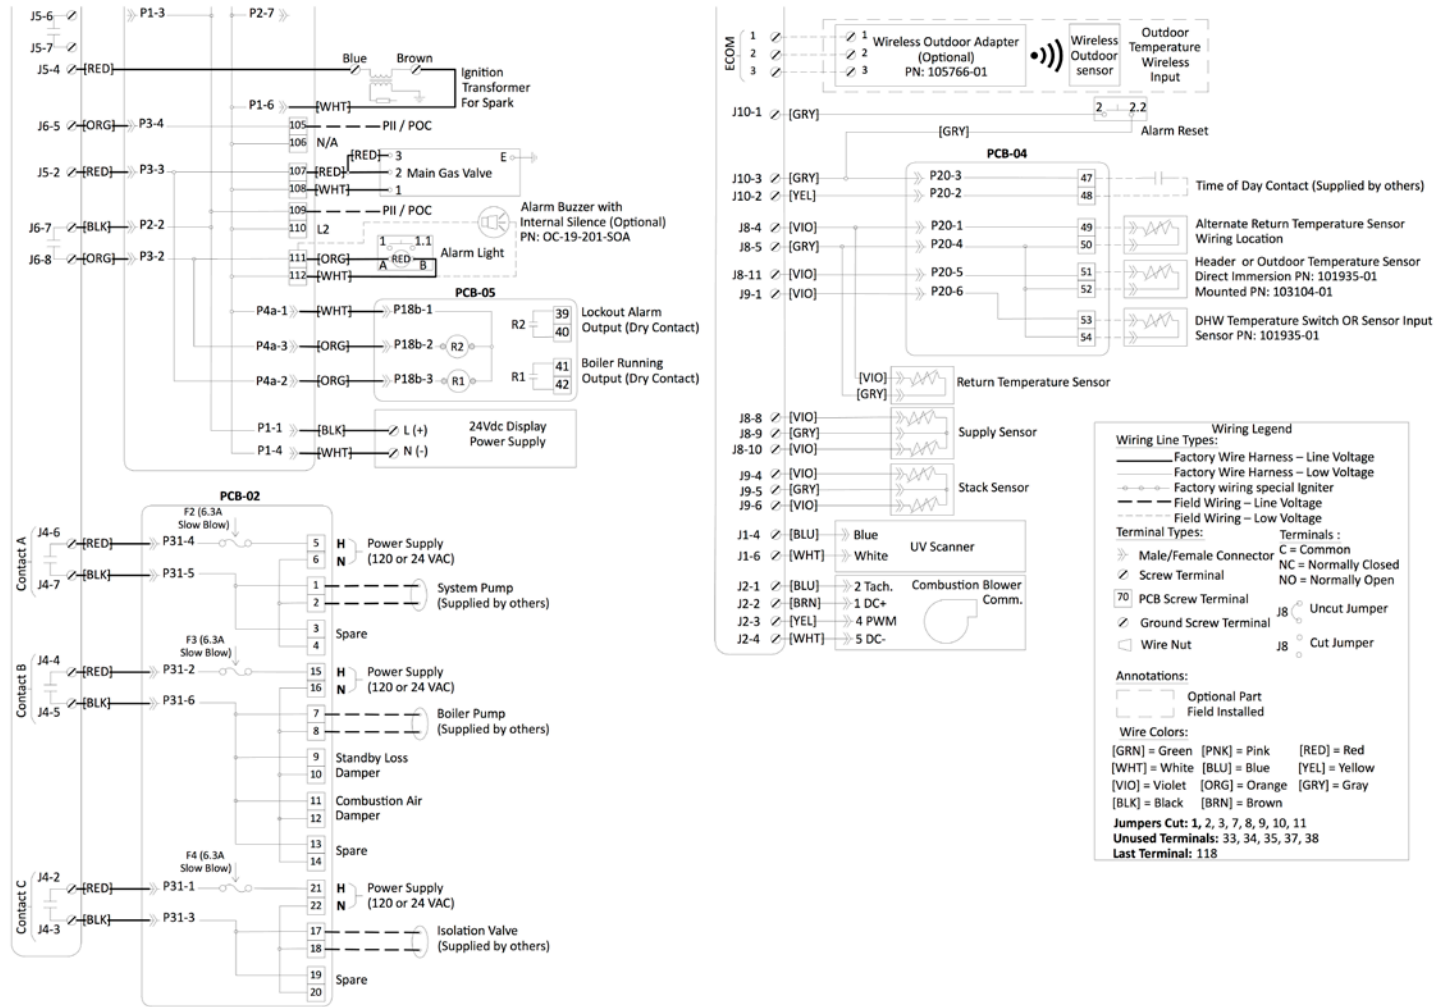 J5-6
P1-3
P2-7
J5-7
J5-4
[RED]
Blue
Brown
Ignition
Transformer
For Spark
P1-6
[WHT]
J6-5
[ORG]
P3-4
105
PII / POC
106
N/A
J5-2
[RED]
P3-3
107
[RED]
[RED]
3
2 Main Gas Valve
E
108
[WHT]
1
109
PII / POC
110
L2
J6-7
[BLK]
P2-2
Alarm Buzzer with
Internal Silence (Optional)
PN: OC-19-201-SOA
J6-8
[ORG]
P3-2
111
[ORG]
1
1.1
A
RED
B
Alarm Light
112
[WHT]
PCB-05
P4a-1
[WHT]
P18b-1
P4a-3
[ORG]
P18b-2
R2
P4a-2
[ORG]
P18b-3
R1
R2
39
40
Lockout Alarm
Output (Dry Contact)
R1
41
42
Boiler Running
Output (Dry Contact)
P1-1
[BLK]
L (+)
P1-4
[WHT]
N (-)
24Vdc Display
Power Supply
PCB-02
Contact A
J4-6
[RED]
P31-4
F2 (6.3A
Slow Blow)
5
H
6
N
Power Supply
(120 or 24 VAC)
J4-7
[BLK]
P31-5
1
2
System Pump
(Supplied by others)
3
4
Spare
Contact B
J4-4
[RED]
P31-2
F3 (6.3A
Slow Blow)
15
H
16
N
Power Supply
(120 or 24 VAC)
J4-5
[BLK]
P31-6
7
8
Boiler Pump
(Supplied by others)
9
10
Standby Loss
Damper
11
12
Combustion Air
Damper
13
14
Spare
Contact C
J4-2
[RED]
P31-1
F4 (6.3A
Slow Blow)
21
H
22
N
Power Supply
(120 or 24 VAC)
J4-3
[BLK]
P31-3
17
18
Isolation Valve
(Supplied by others)
19
20
Spare
ECOM
1
2
3
1
2
3
Wireless Outdoor Adapter
(Optional)
PN: 105766-01
Wireless
Outdoor
sensor
Outdoor
Temperature
Wireless
Input
J10-1
[GRY]
2
2.2
Alarm Reset
[GRY]
PCB-04
J10-3
[GRY]
P20-3
47
J10-2
[YEL]
P20-2
48
Time of Day Contact (Supplied by others)
J8-4
[VIO]
P20-1
49
J8-5
[GRY]
P20-4
50
Alternate Return Temperature Sensor
Wiring Location
J8-11
[VIO]
P20-5
51
52
Header or Outdoor Temperature Sensor
Direct Immersion PN: 101935-01
Mounted PN: 103104-01
J9-1
[VIO]
P20-6
53
54
DHW Temperature Switch OR Sensor Input
Sensor PN: 101935-01
[VIO]
[GRY]
Return Temperature Sensor
J8-8
[VIO]
J8-9
[GRY]
J8-10
[VIO]
Supply Sensor
J9-4
[VIO]
J9-5
[GRY]
J9-6
[VIO]
Stack Sensor
J1-4
[BLU]
Blue
J1-6
[WHT]
White
UV Scanner
J2-1
[BLU]
2 Tach.
J2-2
[BRN]
1 DC+
J2-3
[YEL]
4 PWM
J2-4
[WHT]
5 DC-
Combustion Blower
Comm.
Wiring Legend
Wiring Line Types:
Factory Wire Harness – Line Voltage
Factory Wire Harness – Low Voltage
Factory wiring special Igniter
Field Wiring – Line Voltage
Field Wiring – Low Voltage
Terminal Types:
Male/Female Connector
Screw Terminal
70 PCB Screw Terminal
Ground Screw Terminal
Wire Nut
Terminals :
C = Common
NC = Normally Closed
NO = Normally Open
J8 Uncut Jumper
J8 Cut Jumper
Annotations:
Optional Part
Field Installed
Wire Colors:
[GRN] = Green [PNK] = Pink [RED] = Red
[WHT] = White [BLU] = Blue [YEL] = Yellow
[VIO] = Violet [ORG] = Orange [GRY] = Gray
[BLK] = Black [BRN] = Brown
Jumpers Cut: 1, 2, 3, 7, 8, 9, 10, 11
Unused Terminals: 33, 34, 35, 37, 38
Last Terminal: 118